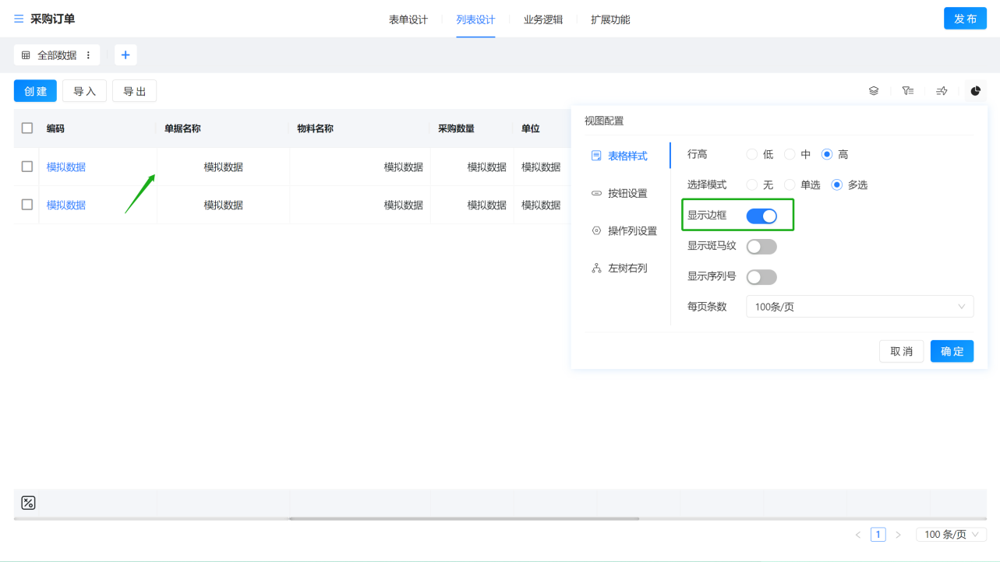 采购订单
表单设计 列表设计 业务逻辑 扩展功能
发布
全部数据
创建 导入 导出
编码 单据名称 物料名称 采购数量 单位
模拟数据 模拟数据 模拟数据 模拟数据 模拟数据
模拟数据 模拟数据 模拟数据 模拟数据 模拟数据
视图配置
表格样式
按钮设置
操作列设置
左树右列
行高 低 中 高
选择模式 无 单选 多选
显示边框
显示斑马纹
显示序列号
每页条数 100条/页
取消 确定
1 100 条/页